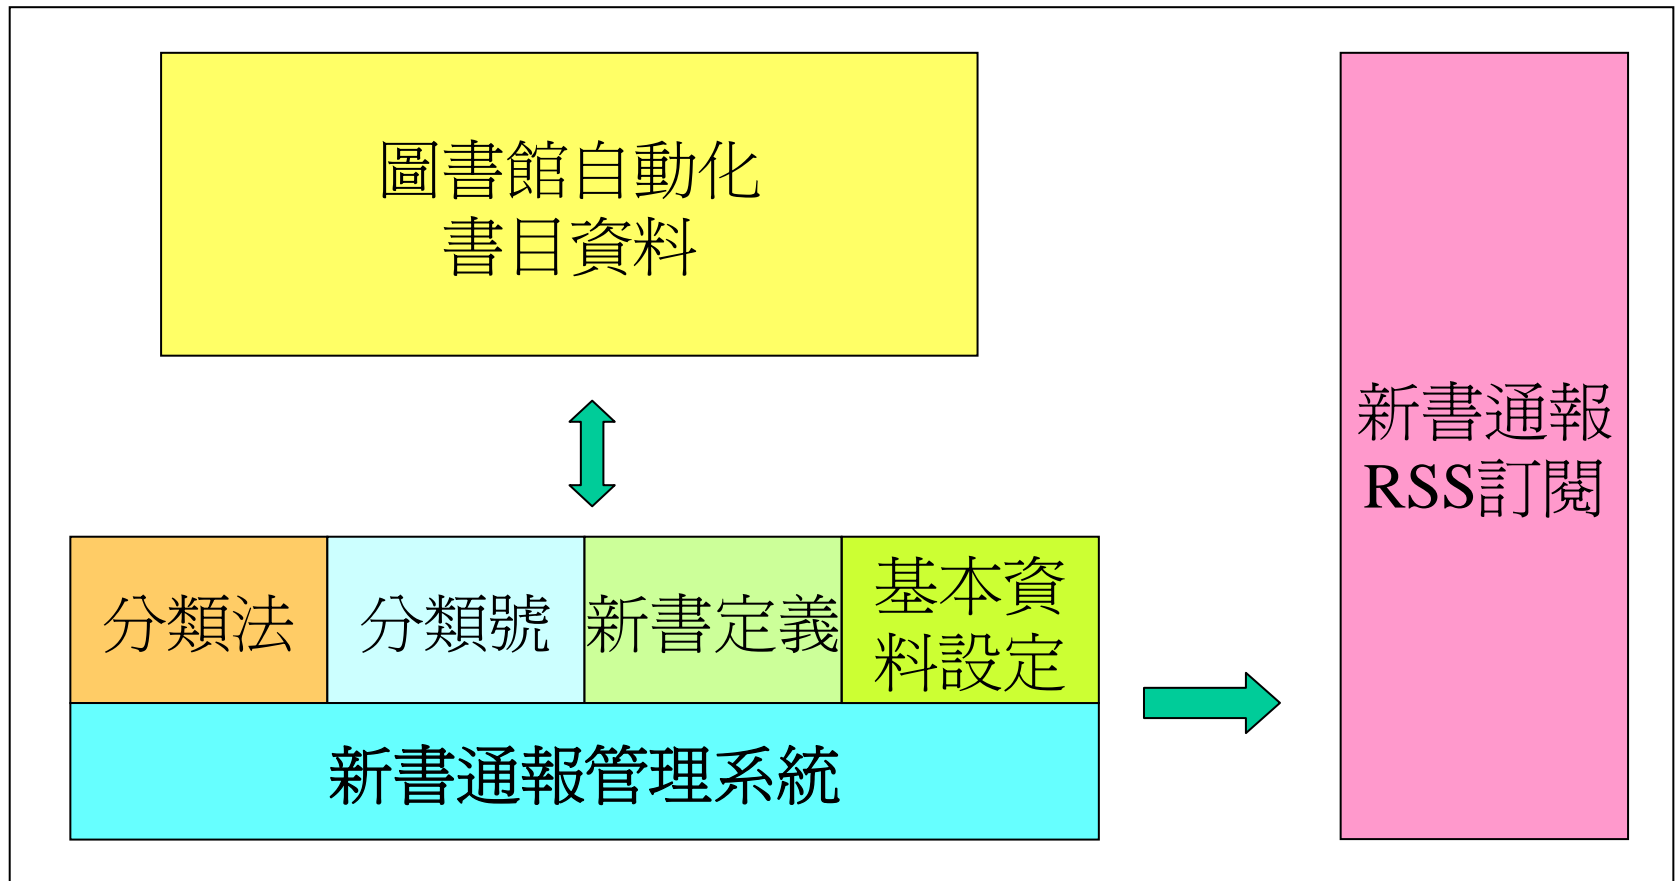 圖書館自動化
書目資料
新書通報
RSS訂閱
分類法
分類號
新書定義
基本資
料設定
新書通報管理系統